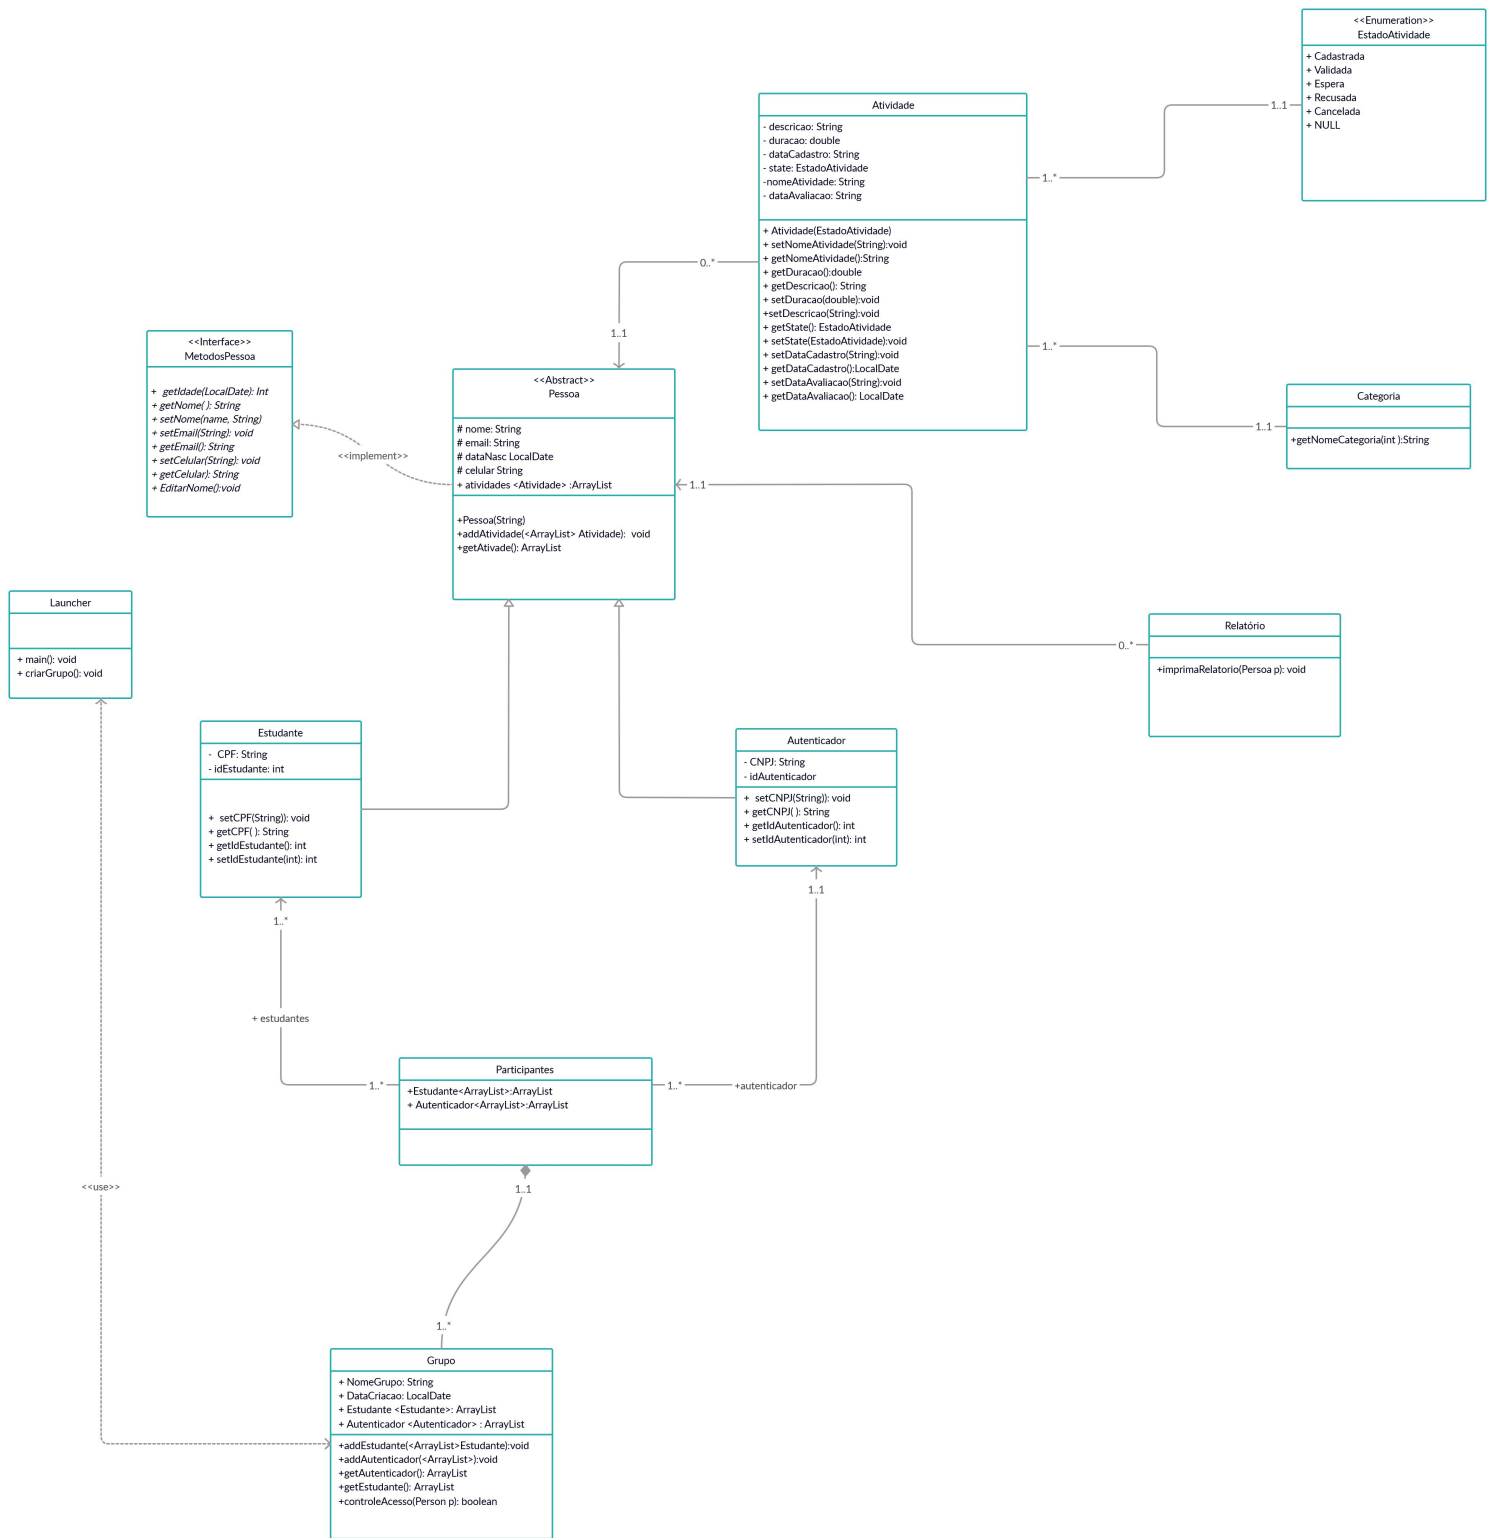 <<Enumeration>>
EstadoAtividade
+ Cadastrada
+ Validada
+ Espera
+ Recusada
+ Cancelada
+ NULL
1..1
1..*
Atividade
- descricao: String
- duracao: double
- dataCadastro: String
- state: EstadoAtividade
-nomeAtividade: String
- dataAvaliacao: String
+ Atividade(EstadoAtividade)
+ setNomeAtividade(String):void
+ getNomeAtividade():String
+ getDuracao():double
+ getDescricao(): String
+ setDuracao(double):void
+setDescricao(String):void
+ getState(): EstadoAtividade
+ setState(EstadoAtividade):void
+ setDataCadastro(String):void
+ getDataCadastro():LocalDate
+ setDataAvaliacao(String):void
+ getDataAvaliacao(): LocalDate
0..*
1..1
1..*
1..1
Categoria
+getNomeCategoria(int ):String
<<Interface>>
MetodosPessoa
+ getIdade(LocalDate): Int
+ getNome( ): String
+ setNome(name, String)
+ setEmail(String): void
+ getEmail(): String
+ setCelular(String): void
+ getCelular): String
+ EditarNome():void
<<implement>>
<<Abstract>>
Pessoa
# nome: String
# email: String
# dataNasc LocalDate
# celular String
+ atividades <Atividade> :ArrayList
+Pessoa(String)
+addAtividade(<ArrayList> Atividade): void
+getAtivade(): ArrayList
1..1
0..*
Relatório
+imprimaRelatorio(Persoa p): void
Launcher
+ main(): void
+ criarGrupo(): void
Estudante
- CPF: String
- idEstudante: int
+ setCPF(String)): void
+ getCPF( ): String
+ getIdEstudante(): int
+ setIdEstudante(int): int
Autenticador
- CNPJ: String
- idAutenticador
+ setCNPJ(String)): void
+ getCNPJ( ): String
+ getIdAutenticador(): int
+ setIdAutenticador(int): int
1..*
+ estudantes
1..*
1..1
+autenticador
1..*
Participantes
+Estudante<ArrayList>:ArrayList
+ Autenticador<ArrayList>:ArrayList
1..1
1..*
<<use>>
Grupo
+ NomeGrupo: String
+ DataCriacao: LocalDate
+ Estudante <Estudante>: ArrayList
+ Autenticador <Autenticador> : ArrayList
+addEstudante(<ArrayList>Estudante):void
+addAutenticador(<ArrayList>):void
+getAutenticador(): ArrayList
+getEstudante(): ArrayList
+controleAcesso(Person p): boolean